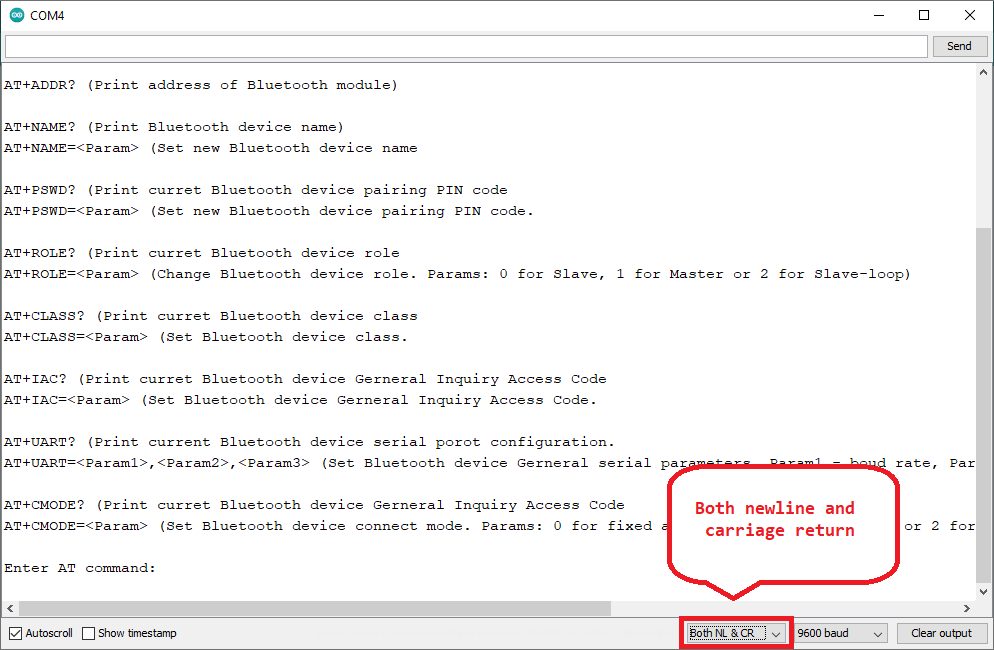 COM4
Send
AT+ADDR? (Print address of Bluetooth module)
AT+NAME? (Print Bluetooth device name)
AT+NAME=<Param> (Set new Bluetooth device name
AT+PSWD? (Print curret Bluetooth device pairing PIN code
AT+PSWD=<Param> (Set new Bluetooth device pairing PIN code.
AT+ROLE? (Print curret Bluetooth device role
AT+ROLE=<Param> (Change Bluetooth device role. Params: 0 for Slave, 1 for Master or 2 for Slave-loop)
AT+CLASS? (Print curret Bluetooth device class
AT+CLASS=<Param> (Set Bluetooth device class.
AT+IAC? (Print curret Bluetooth device Gerneral Inquiry Access Code
AT+IAC=<Param> (Set Bluetooth device Gerneral Inquiry Access Code.
AT+UART? (Print current Bluetooth device serial porot configuration.
AT+UART=<Param1>,<Param2>,<Param3> (Set Bluetooth device Gerneral serial parameters. Param1 - boud rate, Par
AT+CMODE? (Print curret Bluetooth device Gerneral Inquiry Access Code
AT+CMODE=<Param> (Set Bluetooth device connect mode. Params: 0 for fixed a or 2 for
Both newline and
carriage return
Enter AT command:
Autoscroll Show timestamp Both NL & CR 9600 baud Clear output